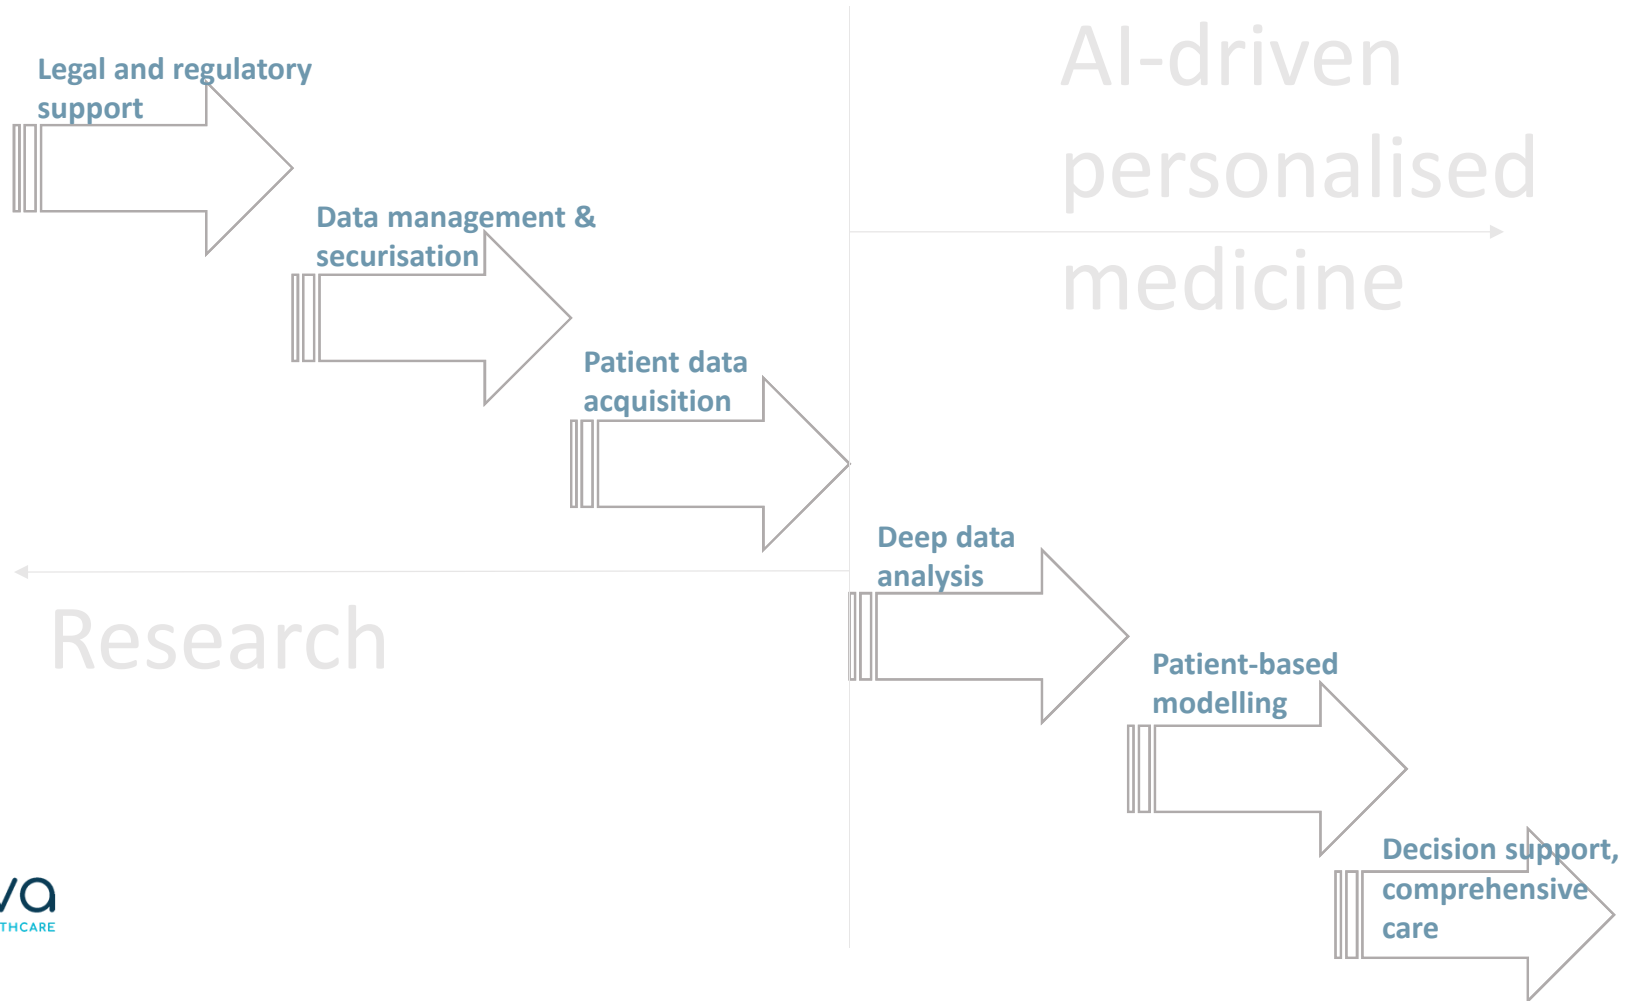 Legal and regulatory
support
AI-driven
personalised
medicine
Data management &
securisation
Patient data
acquisition
Deep data
analysis
Research
Patient-based
modelling
Decision support,
comprehensive
care